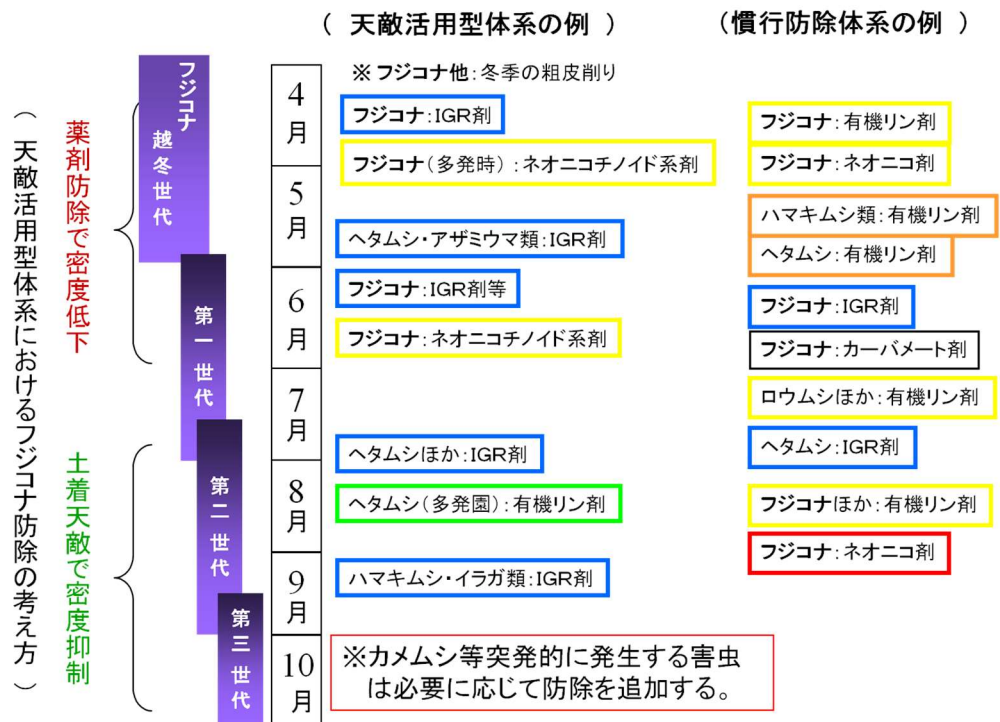 （ 天敵活用型体系の例 ）
（慣行防除体系の例 ）
（ 天敵活用型体系におけるフジコナ防除の考え方 ）
薬剤防除で密度低下
土着天敵で密度抑制
フジコナ
越冬世代
第一世代
第二世代
第三世代
4月
5月
6月
7月
8月
9月
10月
※フジコナ他：冬季の粗皮削り
フジコナ：IGR剤
フジコナ（多発時）：ネオニコチノイド系剤
ヘタムシ・アザミウマ類：IGR剤
フジコナ：IGR剤等
フジコナ：ネオニコチノイド系剤
ヘタムシほか：IGR剤
ヘタムシ（多発園）：有機リン剤
ハマキムシ・イラガ類：IGR剤
フジコナ：有機リン剤
フジコナ：ネオニコ剤
ハマキムシ類：有機リン剤
ヘタムシ：有機リン剤
フジコナ：IGR剤
フジコナ：カーバメート剤
ロウムシほか：有機リン剤
ヘタムシ：IGR剤
フジコナほか：有機リン剤
フジコナ：ネオニコ剤
※カメムシ等突発的に発生する害虫
は必要に応じて防除を追加する。